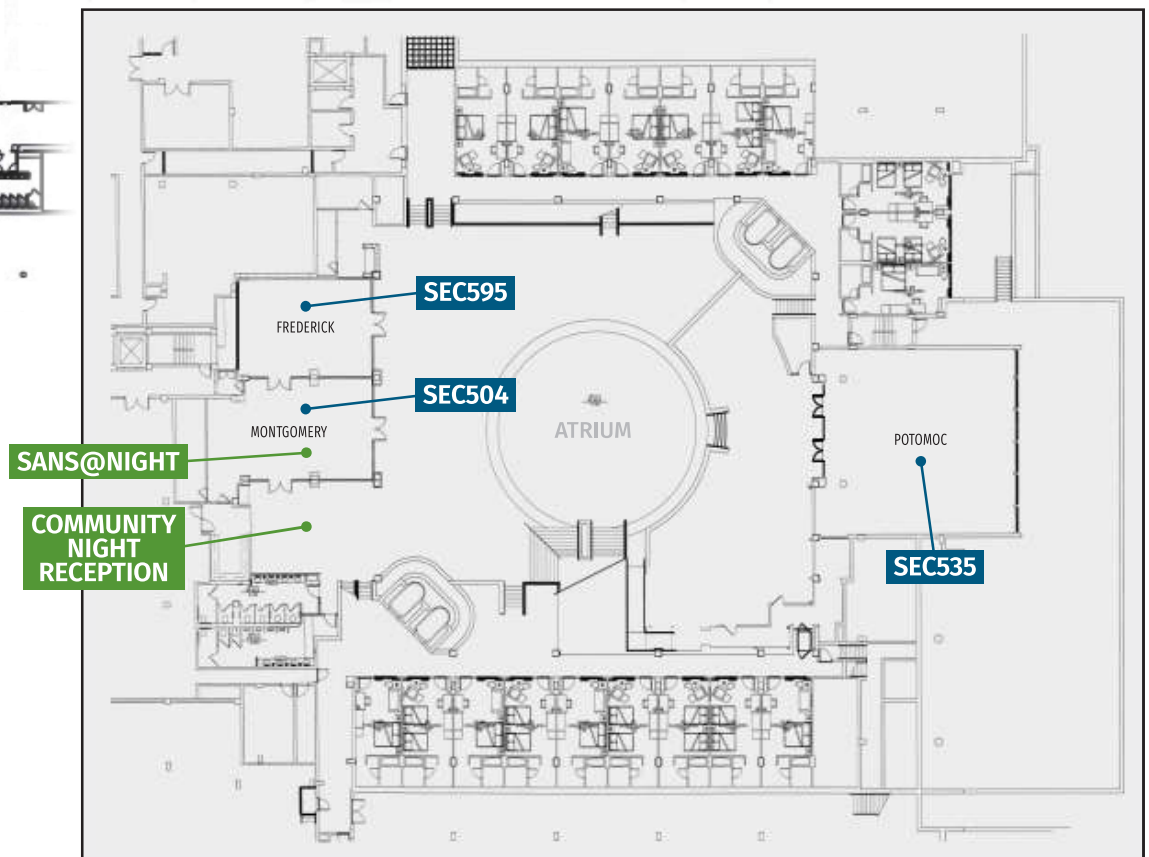 SEC595
FREDERICK
SEC504
MONTGOMERY
ATRIUM
POTOMOC
SANS@NIGHT
COMMUNITY
NIGHT
RECEPTION
SEC535